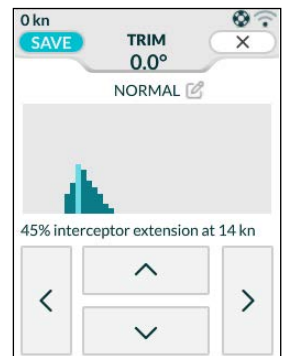 0 kn
SAVE
TRIM
0.0°
NORMAL
45% interceptor extension at 14 kn